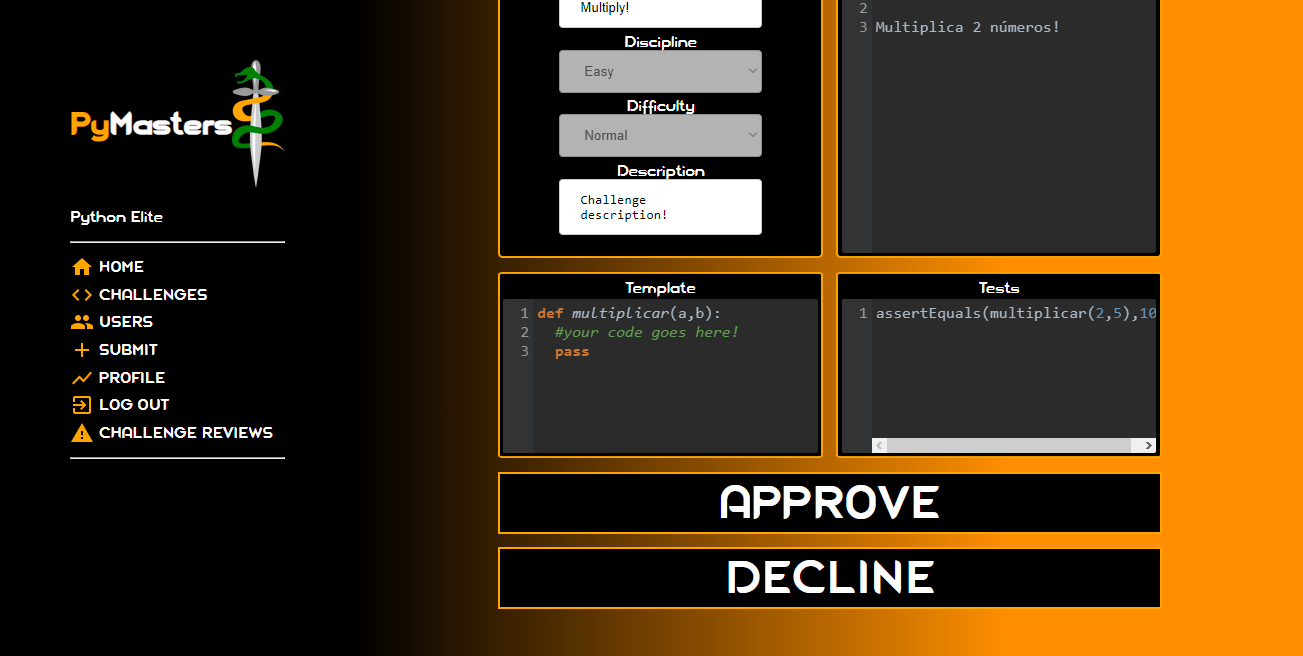 PyMasters
Python Elite
HOME
CHALLENGES
USERS
SUBMIT
PROFILE
LOG OUT
CHALLENGE REVIEWS
Multiply!
Discipline
Easy
Difficulty
Normal
Description
Challenge
description!
2
3 Multiplica 2 números!
Template
1 def multiplicar(a,b):
2 #your code goes here!
3 pass
Tests
1 assertEquals(multiplicar(2,5),10
APPROVE
DECLINE